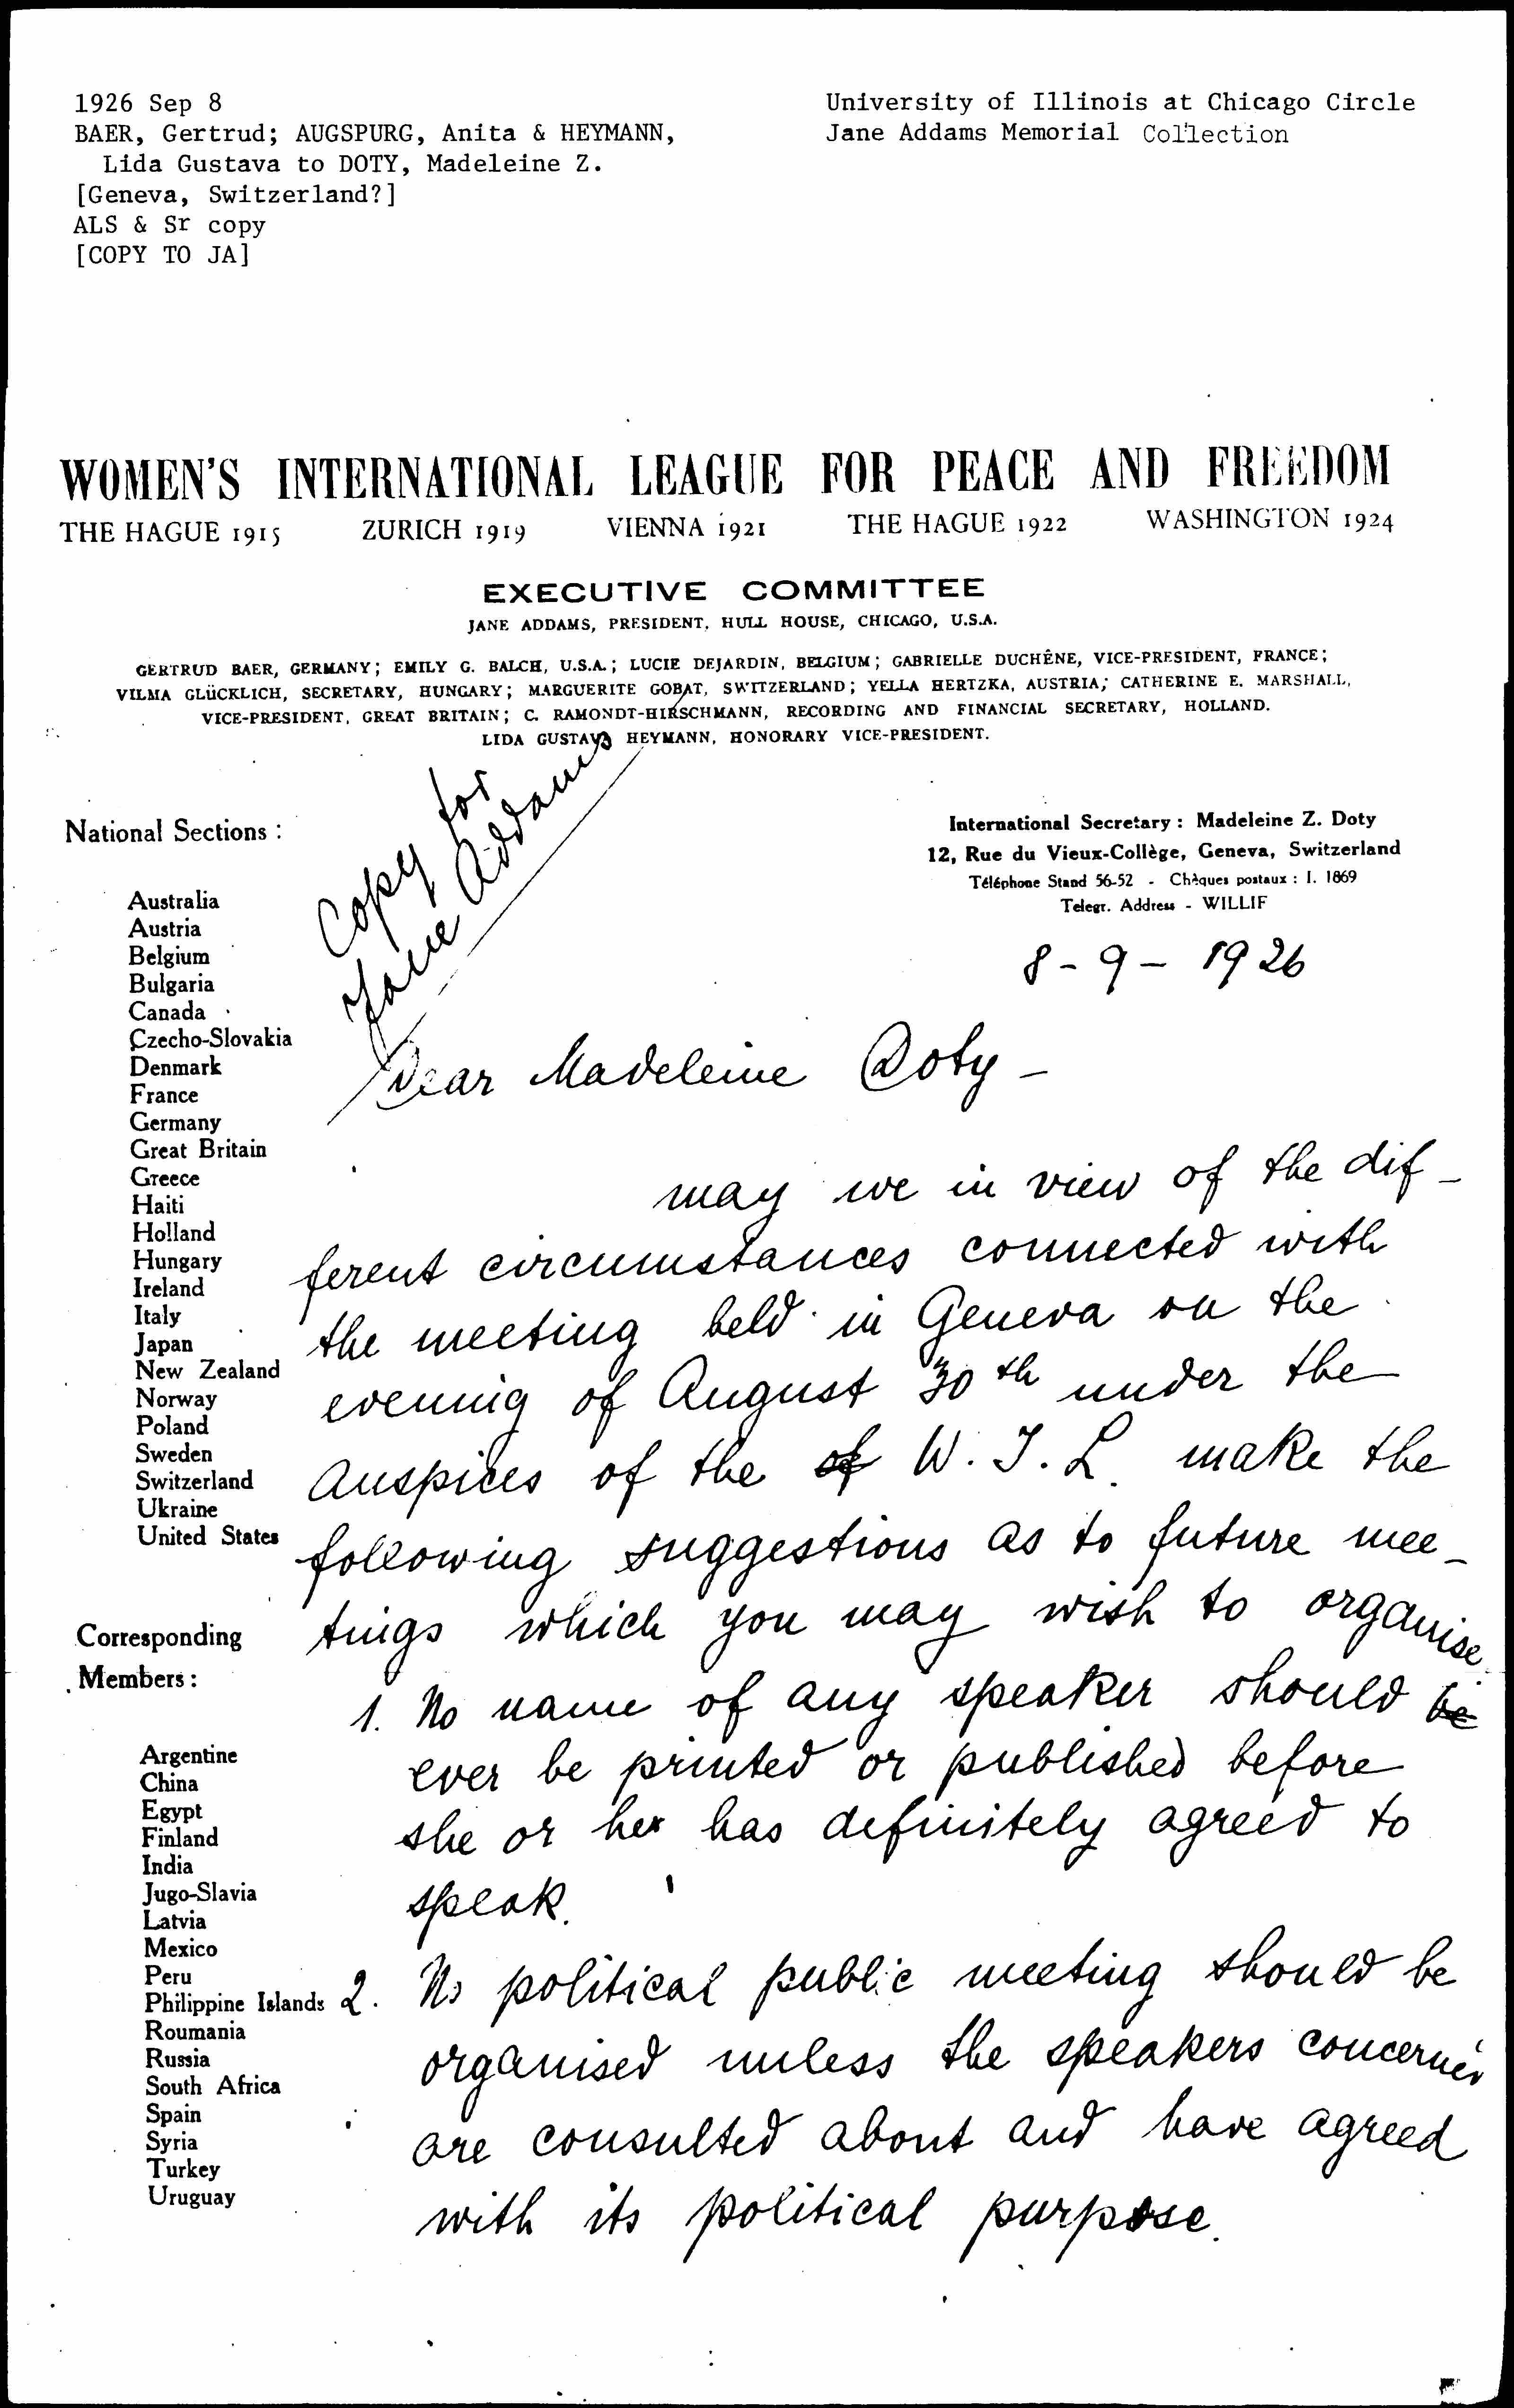 1926 Sep 8
BAER, Gertrud; AUGSPURG, Anita & HEYMANN,
Lida Gustava to DOTY, Madeleine Z.
[Geneva, Switzerland?]
ALS & Sr copy
[COPY TO JA]
University of Illinois at Chicago Circle
Jane Addams Memorial Collection
WOMEN'S INTERNATIONAL LEAGUE FOR PEACE AND FREEDOM
THE HAGUE 1915 ZURICH 1919 VIENNA 1921 THE HAGUE 1922 WASHINGTON 1924
EXECUTIVE COMMITTEE
JANE ADDAMS, PRESIDENT, HULL HOUSE, CHICAGO, U.S.A.
GERTRUD BAER, GERMANY; EMILY G. BALCH, U.S.A.; LUCIE DEJARDIN, BELGIUM; GABRIELLE DUCHÊNE, VICE-PRESIDENT, FRANCE;
VILMA GLÜCKLICH, SECRETARY, HUNGARY; MARGUERITE GOBAT, SWITZERLAND; YELLA HERTZKA, AUSTRIA; CATHERINE E. MARSHALL,
VICE-PRESIDENT, GREAT BRITAIN; C. RAMONDT-HIRSCHMANN, RECORDING AND FINANCIAL SECRETARY, HOLLAND.
LIDA GUSTAVA HEYMANN, HONORARY VICE-PRESIDENT.
Copy for
Jane Addams
International Secretary: Madeleine Z. Doty
12, Rue du Vieux-Collège, Geneva, Switzerland
Téléphone Stand 56-52 - Chèques postaux: I. 1869
Telegr. Address - WILLIF
National Sections:
Australia
Austria
Belgium
Bulgaria
Canada
Czecho-Slovakia
Denmark
France
Germany
Great Britain
Greece
Haiti
Holland
Hungary
Ireland
Italy
Japan
New Zealand
Norway
Poland
Sweden
Switzerland
Ukraine
United States
Corresponding
Members:
Argentine
China
Egypt
Finland
India
Jugo-Slavia
Latvia
Mexico
Peru
Philippine Islands
Roumania
Russia
South Africa
Spain
Syria
Turkey
Uruguay
8-9-1926
Dear Madeleine Doty -
may we in view of the dif-
ferent circumstances connected with
the meeting held in Geneva on the
evening of August 30th under the
auspices of the of W.I.L. make the
following suggestions as to future mee-
tings which you may wish to organise
1. No name of any speaker should be
ever be printed or published before
she or her has definitely agreed to
speak.
2. No political public meeting should be
organised unless the speakers concerned
are consulted about and have agreed
with its political purpose.